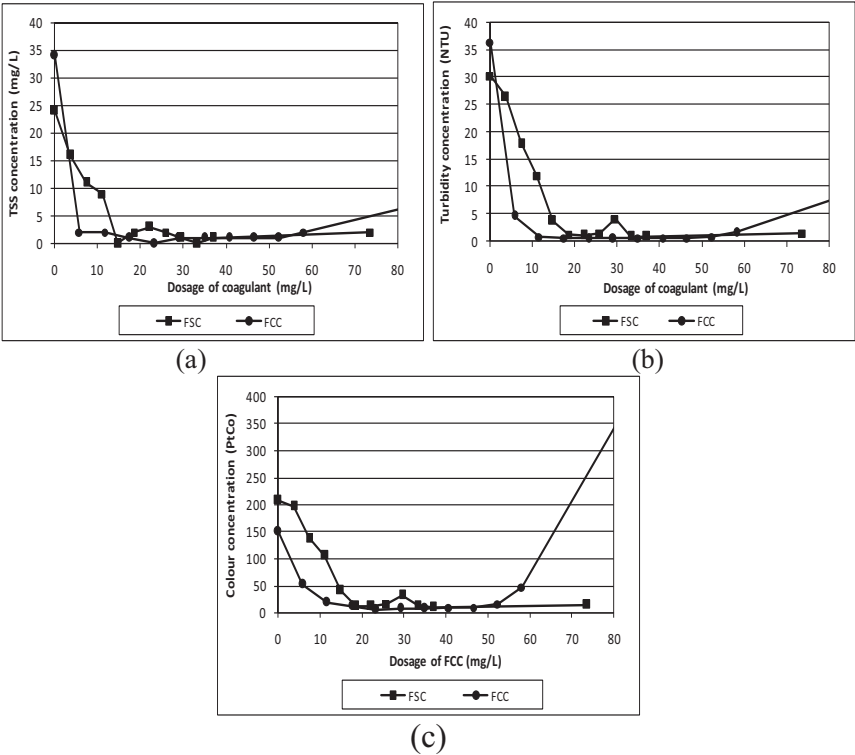 TSS concentration (mg/L)
40
35
30
25
20
15
10
5
0
0 10 20 30 40 50 60 70 80
Dosage of coagulant (mg/L)
FSC FCC
(a)
Turbidity concentration (NTU)
40
35
30
25
20
15
10
5
0
0 10 20 30 40 50 60 70 80
Dosage of coagulant (mg/L)
FSC FCC
(b)
Colour concentration (PtCo)
400
350
300
250
200
150
100
50
0
0 10 20 30 40 50 60 70 80
Dosage of FCC (mg/L)
FSC FCC
(c)